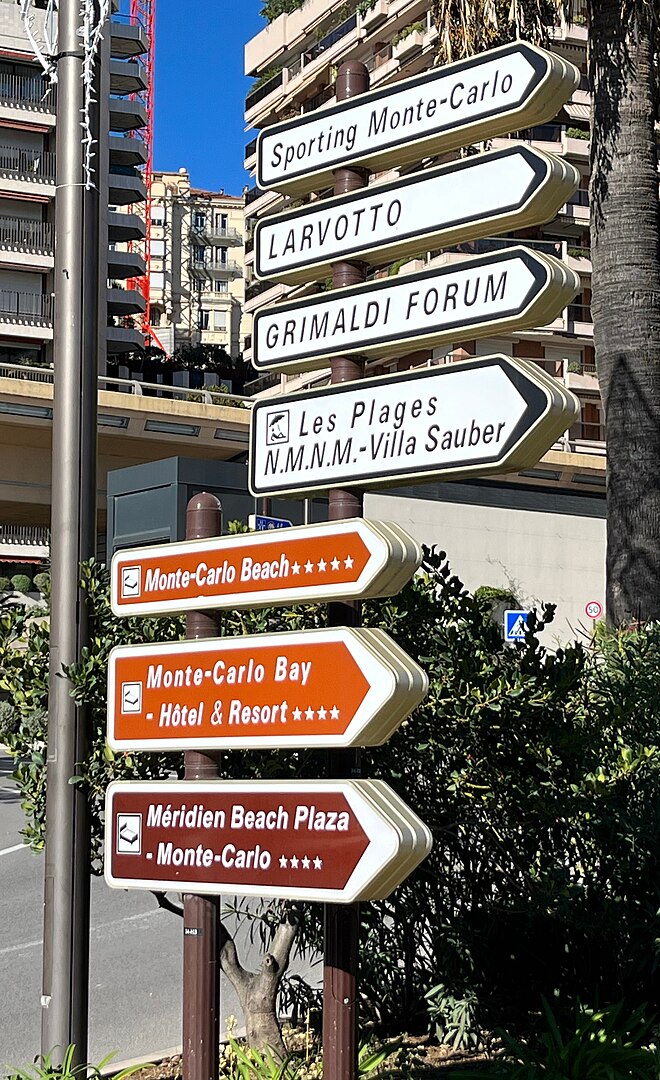 Sporting Monte-Carlo
LARVOTTO
GRIMALDI FORUM
Les Plages
N.M.N.M.-Villa Sauber
Monte-Carlo Beach★★★★★
Monte-Carlo Bay
- Hôtel & Resort★★★★
Méridien Beach Plaza
- Monte-Carlo ★★★★
50